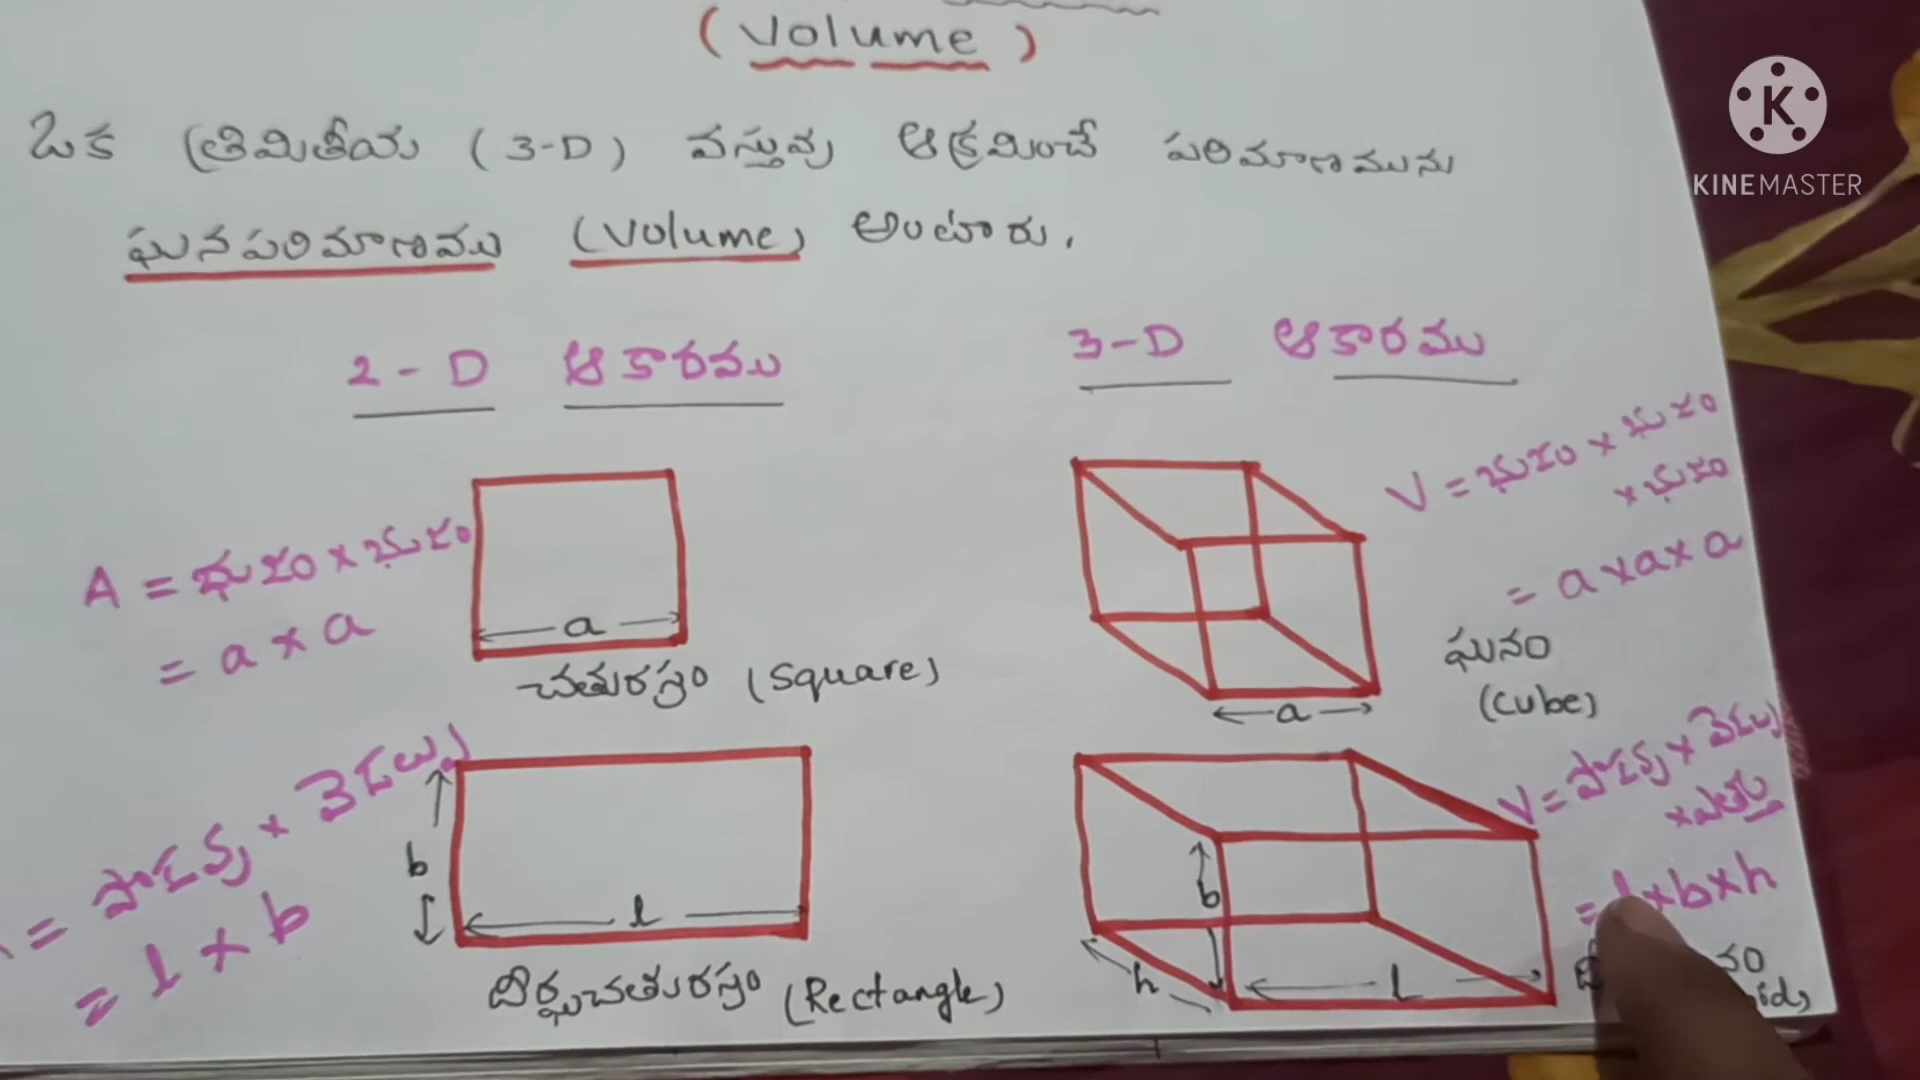 (Volume)
ఒక త్రిమితీయ (3-D) వస్తువు ఆక్రమించే పరిమాణమును
ఘనపరిమాణము (Volume) అంటారు.
2-D ఆకారము
3-D ఆకారము
A = భుజం × భుజం
= a × a
a
చతురస్రం (Square)
V = భుజం × భుజం
× భుజం
= a × a × a
a
ఘనం
(Cube)
= పొడవు × వెడల్పు
= l × b
b
l
దీర్ఘచతురస్రం (Rectangle)
V = పొడవు × వెడల్పు
× ఎత్తు
= l × b × h
b
h
l
KINEMASTER